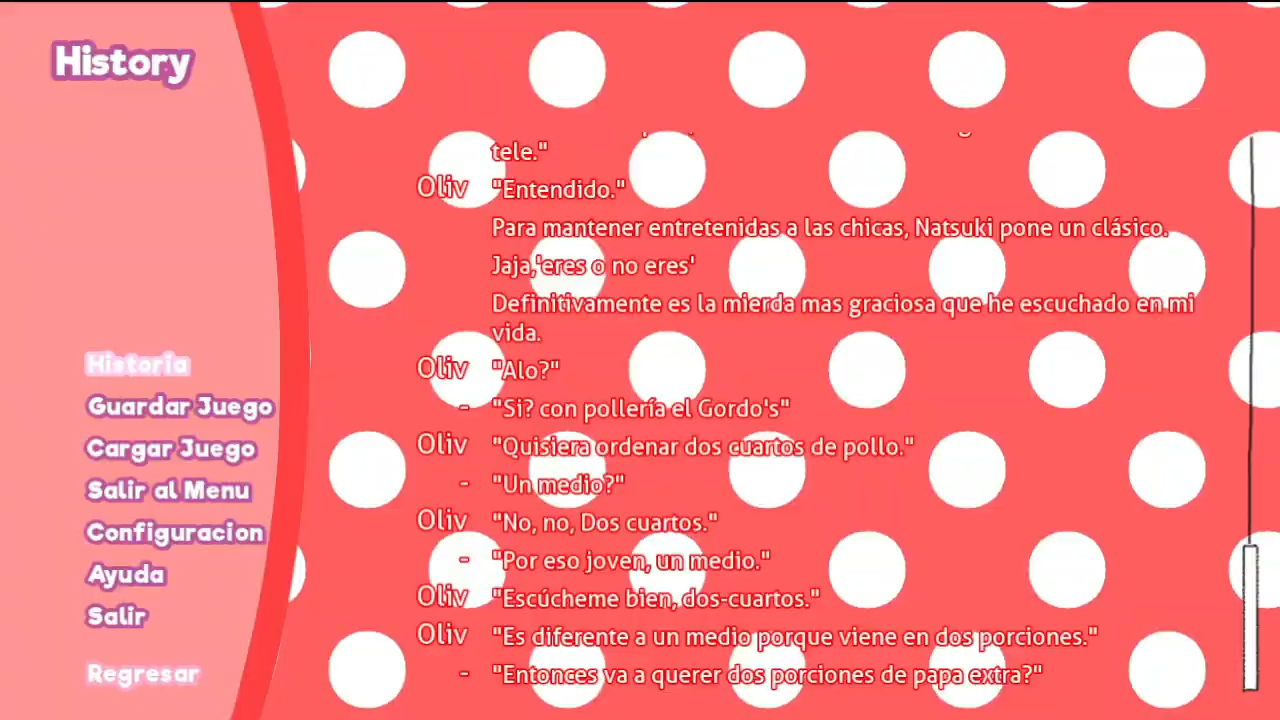 History
tele."
Oliv "Entendido."
Para mantener entretenidas a las chicas, Natsuki pone un clásico.
Jaja,'eres o no eres'
Definitivamente es la mierda mas graciosa que he escuchado en mi
vida.
Oliv "Alo?"
- "Si? con pollería el Gordo's"
Oliv "Quisiera ordenar dos cuartos de pollo."
- "Un medio?"
Oliv "No, no, Dos cuartos."
- "Por eso joven, un medio."
Oliv "Escúcheme bien, dos-cuartos."
Oliv "Es diferente a un medio porque viene en dos porciones."
- "Entonces va a querer dos porciones de papa extra?"
Historia
Guardar Juego
Cargar Juego
Salir al Menu
Configuracion
Ayuda
Salir
Regresar